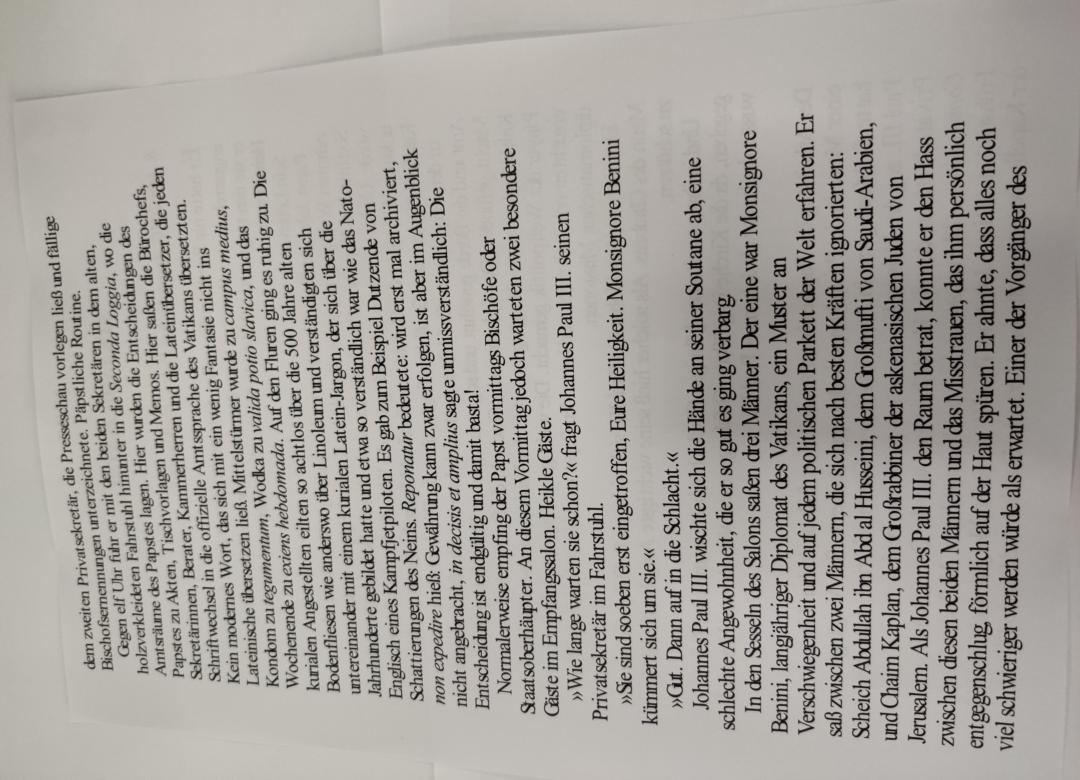 dem zweiten Privatsekretär, die Presseschau vorlegen ließ und fällige
Bischofsernennungen unterzeichnete. Päpstliche Routine.
Gegen elf Uhr fuhr er mit den beiden Sekretären in dem alten,
holzverkleideten Fahrstuhl hinunter in die Seconda Loggia, wo die
Amtsräume des Papstes lagen. Hier wurden die Entscheidungen des
Papstes zu Akten, Tischvorlagen und Memos. Hier saßen die Bürochefs,
Sekretärinnen, Berater, Kammerherren und die Lateinübersetzer, die jeden
Schriftwechsel in die offizielle Amtssprache des Vatikans übersetzten.
Kein modernes Wort, das sich mit ein wenig Fantasie nicht ins
Lateinische übersetzen ließ. Mittelstürmer wurde zu campus medius,
Kondom zu tegumentum, Wodka zu valida potio slavica, und das
Wochenende zu exiens hebdomada. Auf den Fluren ging es ruhig zu. Die
kurialen Angestellten eilten so achtlos über die 500 Jahre alten
Bodenfliesen wie anderswo über Linoleum und verständigten sich
untereinander mit einem kurialen Latein-Jargon, der sich über die
Jahrhunderte gebildet hatte und etwa so verständlich war wie das Nato-
Englisch eines Kampfjetpiloten. Es gab zum Beispiel Dutzende von
Schattierungen des Neins. Reponatur bedeutete: wird erst mal archiviert,
non expedire hieß: Gewährung kann zwar erfolgen, ist aber im Augenblick
nicht angebracht, in decisis et amplius sagte unmissverständlich: Die
Entscheidung ist endgültig und damit basta!
Normalerweise empfing der Papst vormittags Bischöfe oder
Staatsoberhäupter. An diesem Vormittag jedoch warteten zwei besondere
Gäste im Empfangssalon. Heikle Gäste.
»Wie lange warten sie schon?« fragt Johannes Paul III. seinen
Privatsekretär im Fahrstuhl.
»Sie sind soeben erst eingetroffen, Eure Heiligkeit. Monsignore Benini
kümmert sich um sie.«
»Gut. Dann auf in die Schlacht.«
Johannes Paul III. wischte sich die Hände an seiner Soutane ab, eine
schlechte Angewohnheit, die er so gut es ging verbarg.
In den Sesseln des Salons saßen drei Männer. Der eine war Monsignore
Benini, langjähriger Diplomat des Vatikans, ein Muster an
Verschwiegenheit und auf jedem politischen Parkett der Welt erfahren. Er
saß zwischen zwei Männern, die sich nach besten Kräften ignorierten:
Scheich Abdullah ibn Abd al Husseini, dem Großmufti von Saudi-Arabien,
und Chaim Kaplan, dem Großrabbiner der askenasischen Juden von
Jerusalem. Als Johannes Paul III. den Raum betrat, konnte er den Hass
zwischen diesen beiden Männern und das Misstrauen, das ihm persönlich
entgegenschlug, förmlich auf der Haut spüren. Er ahnte, dass alles noch
viel schwieriger werden würde als erwartet. Einer der Vorgänger des